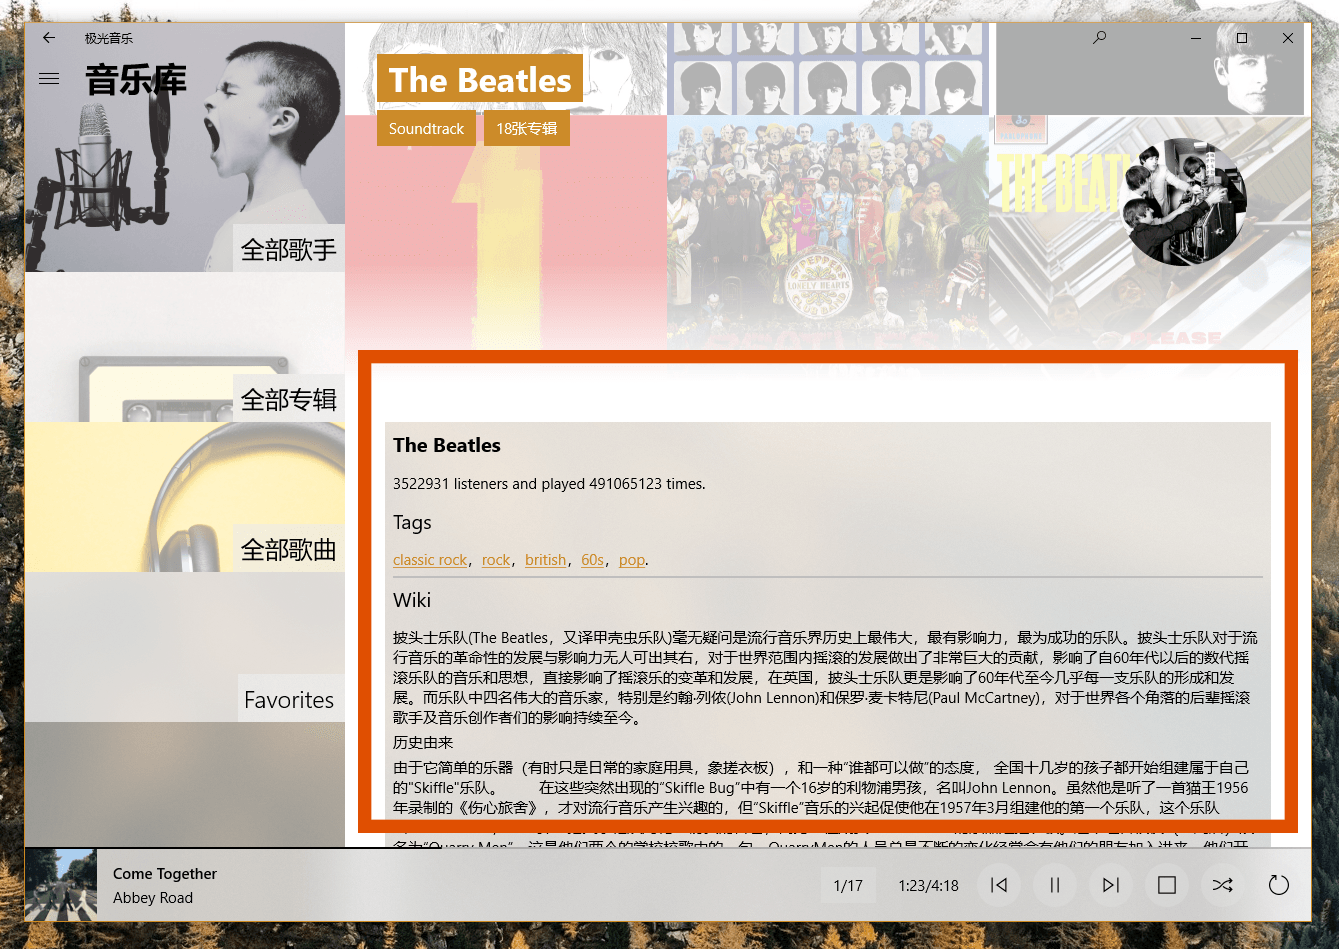 极光音乐
音乐库
The Beatles
Soundtrack
18张专辑
全部歌手
全部专辑
全部歌曲
Favorites
SGT PEPPERS
LONELY HEARTS
CLUB BAND
THE BEATL
PLEASE
The Beatles
3522931 listeners and played 491065123 times.
Tags
classic rock，rock，british，60s，pop.
Wiki
披头士乐队(The Beatles，又译甲壳虫乐队)毫无疑问是流行音乐界历史上最伟大，最有影响力，最为成功的乐队。披头士乐队对于流
行音乐的革命性的发展与影响力无人可出其右，对于世界范围内摇滚的发展做出了非常巨大的贡献，影响了自60年代以后的数代摇
滚乐队的音乐和思想，直接影响了摇滚乐的变革和发展，在英国，披头士乐队更是影响了60年代至今几乎每一支乐队的形成和发
展。而乐队中四名伟大的音乐家，特别是约翰·列侬(John Lennon)和保罗·麦卡特尼(Paul McCartney)，对于世界各个角落的后辈摇滚
歌手及音乐创作者们的影响持续至今。
历史由来
由于它简单的乐器（有时只是日常的家庭用具，象搓衣板），和一种“谁都可以做”的态度， 全国十几岁的孩子都开始组建属于自己
的"Skiffle"乐队。 在这些突然出现的“Skiffle Bug”中有一个16岁的利物浦男孩，名叫John Lennon。虽然他是听了一首猫王1956
年录制的《伤心旅舍》，才对流行音乐产生兴趣的，但“Skiffle”音乐的兴起促使他在1957年3月组建他的第一个乐队，这个乐队
Come Together
Abbey Road
1/17
1:23/4:18